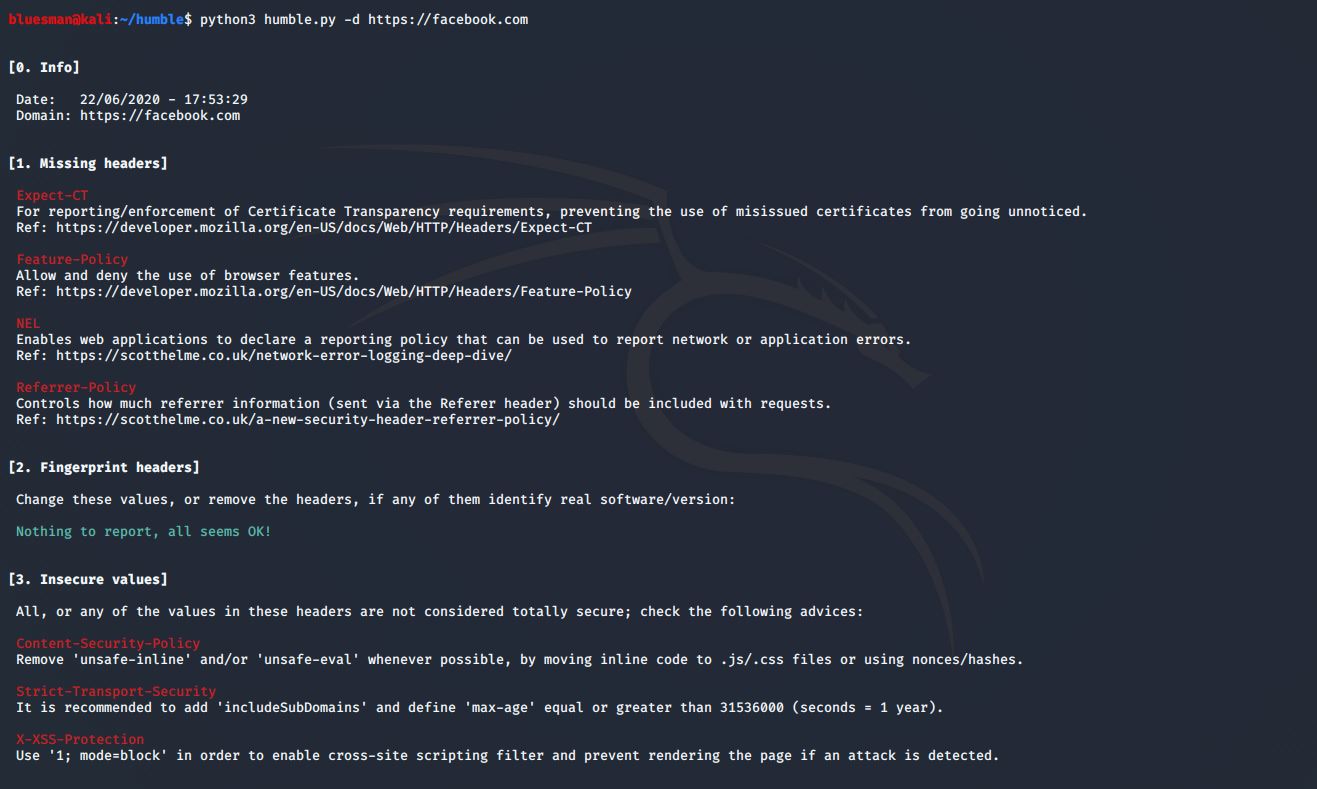 bluesman@kali:~/humble$ python3 humble.py -d https://facebook.com
[0. Info]
Date:   22/06/2020 - 17:53:29
Domain: https://facebook.com
[1. Missing headers]
Expect-CT
For reporting/enforcement of Certificate Transparency requirements, preventing the use of misissued certificates from going unnoticed.
Ref: https://developer.mozilla.org/en-US/docs/Web/HTTP/Headers/Expect-CT
Feature-Policy
Allow and deny the use of browser features.
Ref: https://developer.mozilla.org/en-US/docs/Web/HTTP/Headers/Feature-Policy
NEL
Enables web applications to declare a reporting policy that can be used to report network or application errors.
Ref: https://scotthelme.co.uk/network-error-logging-deep-dive/
Referrer-Policy
Controls how much referrer information (sent via the Referer header) should be included with requests.
Ref: https://scotthelme.co.uk/a-new-security-header-referrer-policy/
[2. Fingerprint headers]
Change these values, or remove the headers, if any of them identify real software/version:
Nothing to report, all seems OK!
[3. Insecure values]
All, or any of the values in these headers are not considered totally secure; check the following advices:
Content-Security-Policy
Remove 'unsafe-inline' and/or 'unsafe-eval' whenever possible, by moving inline code to .js/.css files or using nonces/hashes.
Strict-Transport-Security
It is recommended to add 'includeSubDomains' and define 'max-age' equal or greater than 31536000 (seconds = 1 year).
X-XSS-Protection
Use '1; mode=block' in order to enable cross-site scripting filter and prevent rendering the page if an attack is detected.